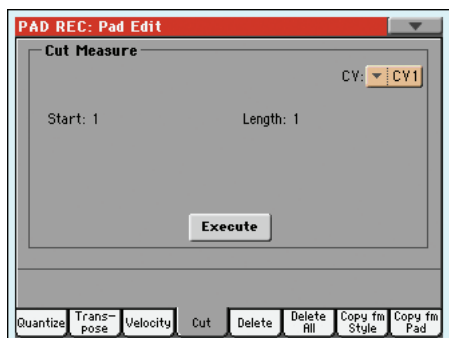 PAD REC: Pad Edit
Cut Measure
CV: CV1
Start: 1 Length: 1
Execute
Quantize Trans-pose Velocity Cut Delete Delete All Copy fm Style Copy fm Pad